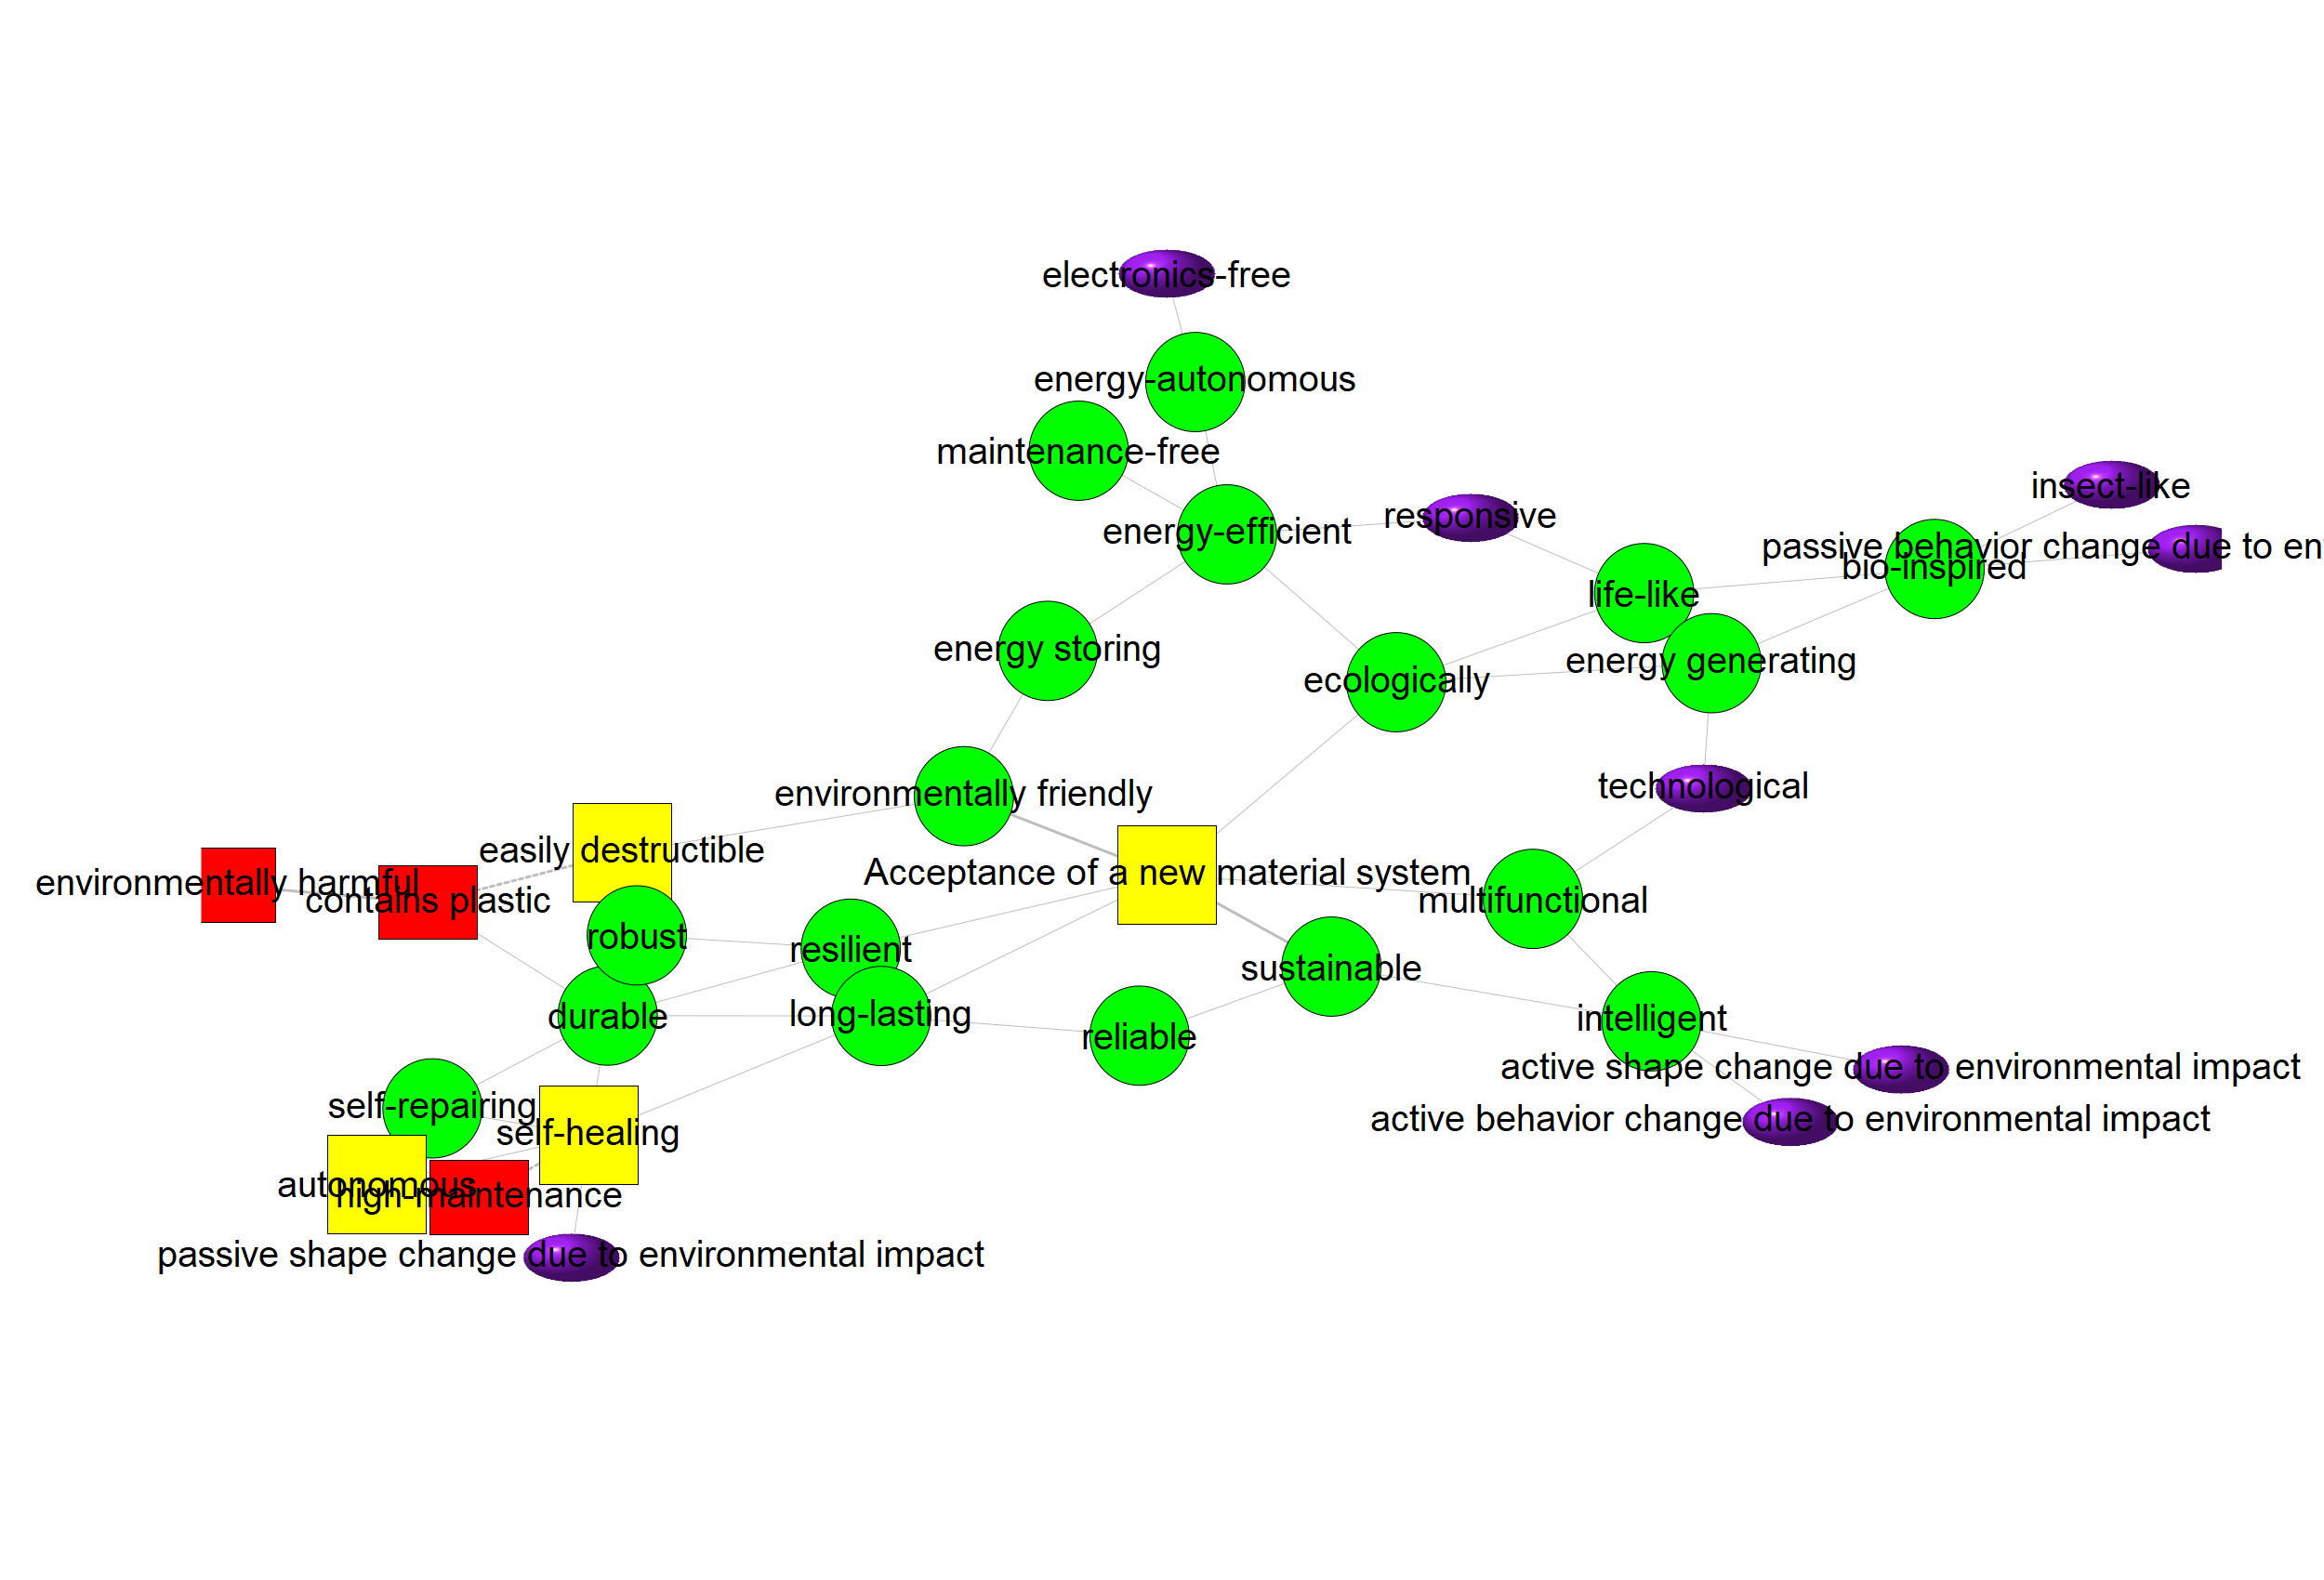 electronics-free
energy-autonomous
maintenance-free
insect-like
responsive
energy-efficient
passive behavior change due to en
bio-inspired
life-like
energy storing
energy generating
ecologically
technological
environmentally friendly
easily destructible
Acceptance of a new material system
environmentally harmful
contains plastic
multifunctional
robust
resilient
sustainable
long-lasting
durable
intelligent
reliable
active shape change due to environmental impact
self-repairing
active behavior change due to environmental impact
self-healing
autonomous
high-maintenance
passive shape change due to environmental impact